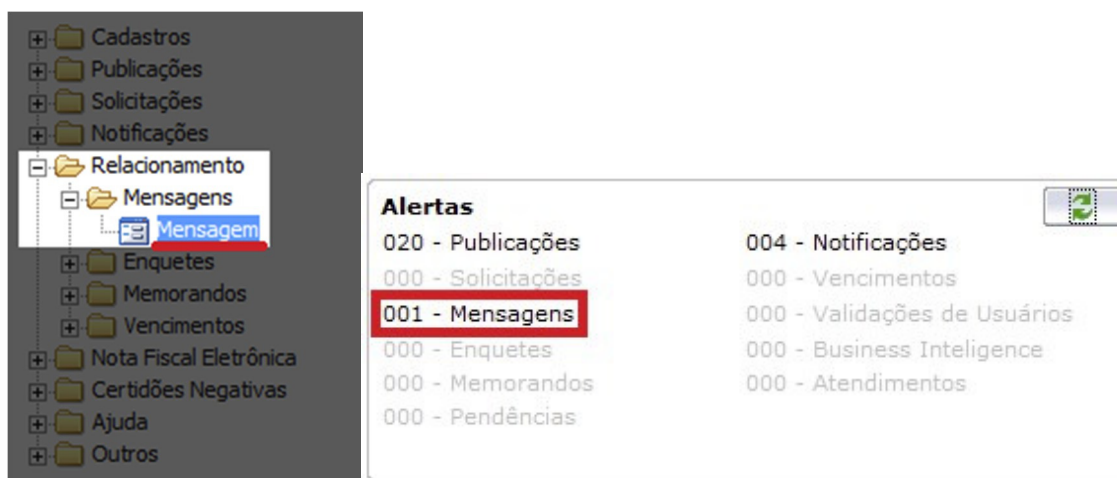 Cadastros
Publicações
Solicitações
Notificações
Relacionamento
Mensagens
Mensagem
Enquetes
Memorandos
Vencimentos
Nota Fiscal Eletrônica
Certidões Negativas
Ajuda
Outros
Alertas
020 - Publicações
004 - Notificações
000 - Solicitações
000 - Vencimentos
001 - Mensagens
000 - Validações de Usuários
000 - Enquetes
000 - Business Inteligence
000 - Memorandos
000 - Atendimentos
000 - Pendências